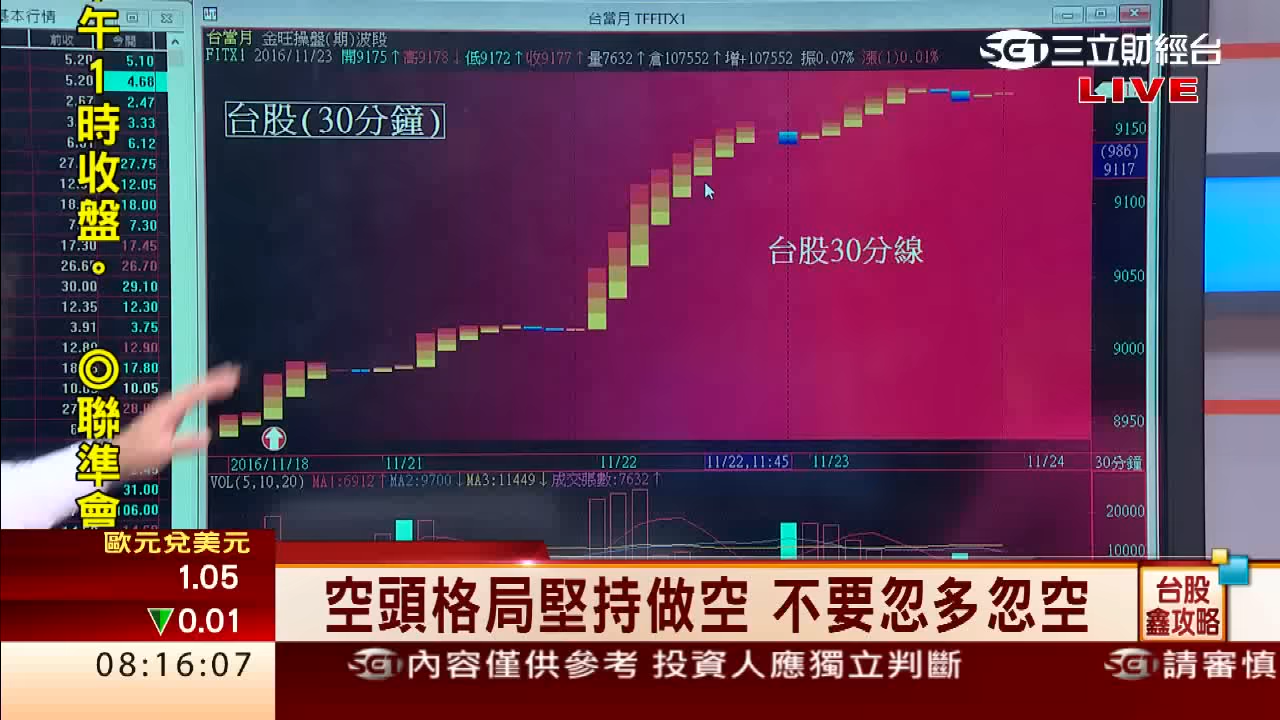 基本行情
台當月 TFFITX1
前收 今開
5.20 5.10
5.20 4.68
2.67 2.47
3.33
6.12
27.75
12.05
18.00
7.30
17.30 17.45
26.70
30.00 29.10
12.35 12.30
3.91 3.75
12.80 12.90
17.80
10.05
31.00
106.00
午1時收盤．
◎聯準會
台當月 金旺操盤(期)波段
FITX1 2016/11/23 開9175↑高9178↓低9172↑收9177↑量7632↑倉107552↑增+107552 振0.07% 漲(1)0.01%
SET三立財經台
LIVE
台股(30分鐘)
台股30分線
9150
(986)
9117
9100
9050
9000
8950
2016/11/18 11/21 11/22 11/22,11:45 11/23 11/24 30分鐘
VOL(5,10,20) MA1:6912↑MA2:9700↓MA3:11449↓成交張數:7632↑
20000
10000
歐元兌美元
1.05
▼0.01
08:16:07
空頭格局堅持做空 不要忽多忽空
台股
鑫攻略
SET內容僅供參考 投資人應獨立判斷 SET請審慎